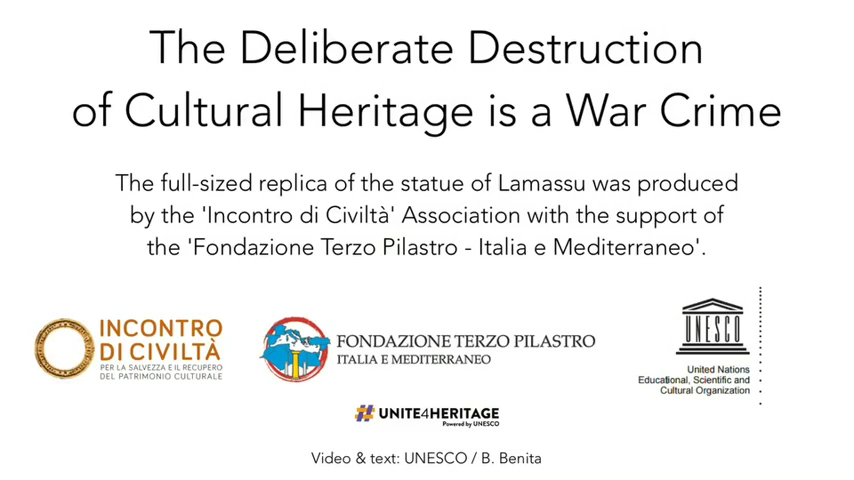 The Deliberate Destruction
of Cultural Heritage is a War Crime
The full-sized replica of the statue of Lamassu was produced
by the 'Incontro di Civiltà' Association with the support of
the 'Fondazione Terzo Pilastro - Italia e Mediterraneo'.
INCONTRO
DI CIVILTÀ
PER LA SALVEZZA E IL RECUPERO
DEL PATRIMONIO CULTURALE
FONDAZIONE TERZO PILASTRO
ITALIA E MEDITERRANEO
UNESCO
United Nations
Educational, Scientific and
Cultural Organization
# UNITE4HERITAGE
Powered by UNESCO
Video & text: UNESCO / B. Benita